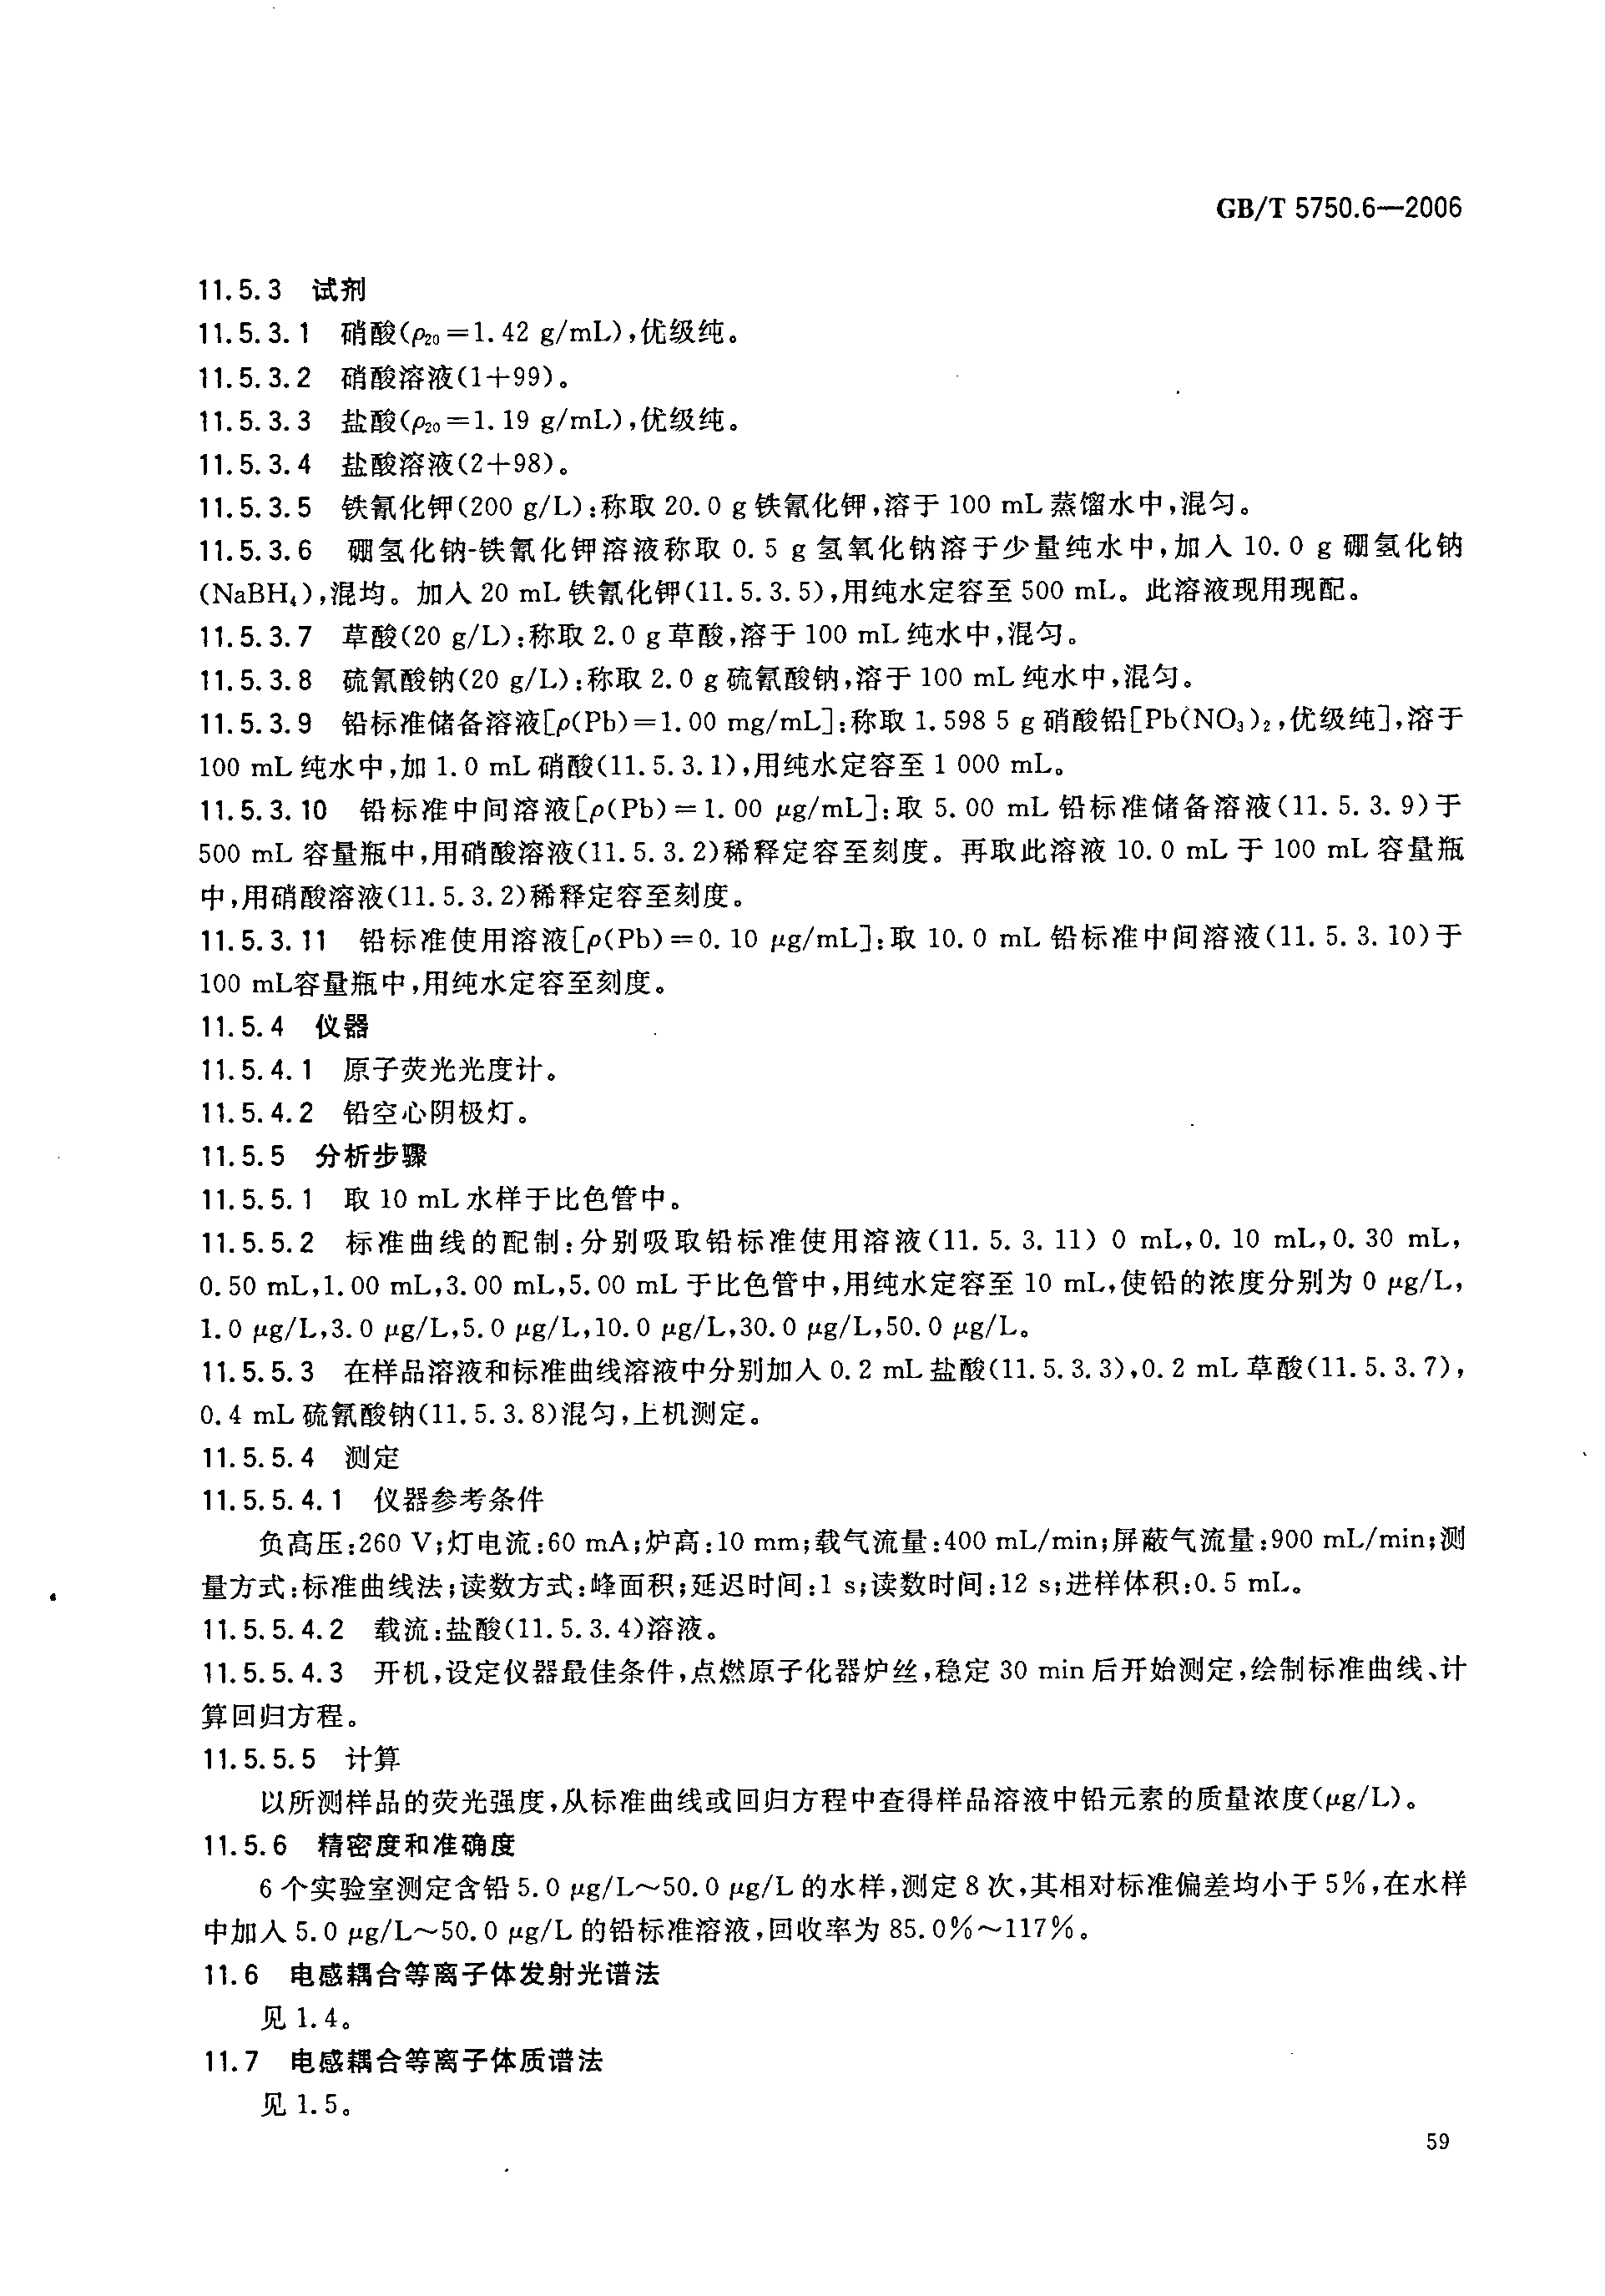 GB/T 5750.6—2006
11.5.3 试剂
11.5.3.1 硝酸(ρ₂₀=1.42 g/mL),优级纯。
11.5.3.2 硝酸溶液(1+99)。
11.5.3.3 盐酸(ρ₂₀=1.19 g/mL),优级纯。
11.5.3.4 盐酸溶液(2+98)。
11.5.3.5 铁氰化钾(200 g/L):称取 20.0 g 铁氰化钾,溶于 100 mL 蒸馏水中,混匀。
11.5.3.6 硼氢化钠-铁氰化钾溶液称取 0.5 g 氢氧化钠溶于少量纯水中,加入 10.0 g 硼氢化钠
(NaBH₄),混均。加入 20 mL 铁氰化钾(11.5.3.5),用纯水定容至 500 mL。此溶液现用现配。
11.5.3.7 草酸(20 g/L):称取 2.0 g 草酸,溶于 100 mL 纯水中,混匀。
11.5.3.8 硫氰酸钠(20 g/L):称取 2.0 g 硫氰酸钠,溶于 100 mL 纯水中,混匀。
11.5.3.9 铅标准储备溶液[ρ(Pb)=1.00 mg/mL]:称取 1.598 5 g 硝酸铅[Pb(NO₃)₂,优级纯],溶于
100 mL 纯水中,加 1.0 mL 硝酸(11.5.3.1),用纯水定容至 1 000 mL。
11.5.3.10 铅标准中间溶液[ρ(Pb)=1.00 μg/mL]:取 5.00 mL 铅标准储备溶液(11.5.3.9)于
500 mL 容量瓶中,用硝酸溶液(11.5.3.2)稀释定容至刻度。再取此溶液 10.0 mL 于 100 mL 容量瓶
中,用硝酸溶液(11.5.3.2)稀释定容至刻度。
11.5.3.11 铅标准使用溶液[ρ(Pb)=0.10 μg/mL]:取 10.0 mL 铅标准中间溶液(11.5.3.10)于
100 mL容量瓶中,用纯水定容至刻度。
11.5.4 仪器
11.5.4.1 原子荧光光度计。
11.5.4.2 铅空心阴极灯。
11.5.5 分析步骤
11.5.5.1 取 10 mL 水样于比色管中。
11.5.5.2 标准曲线的配制:分别吸取铅标准使用溶液(11.5.3.11) 0 mL,0.10 mL,0.30 mL,
0.50 mL,1.00 mL,3.00 mL,5.00 mL 于比色管中,用纯水定容至 10 mL,使铅的浓度分别为 0 μg/L,
1.0 μg/L,3.0 μg/L,5.0 μg/L,10.0 μg/L,30.0 μg/L,50.0 μg/L。
11.5.5.3 在样品溶液和标准曲线溶液中分别加入 0.2 mL 盐酸(11.5.3.3),0.2 mL 草酸(11.5.3.7),
0.4 mL 硫氰酸钠(11.5.3.8)混匀,上机测定。
11.5.5.4 测定
11.5.5.4.1 仪器参考条件
负高压:260 V;灯电流:60 mA;炉高:10 mm;载气流量:400 mL/min;屏蔽气流量:900 mL/min;测
量方式:标准曲线法;读数方式:峰面积;延迟时间:1 s;读数时间:12 s;进样体积:0.5 mL。
11.5.5.4.2 载流:盐酸(11.5.3.4)溶液。
11.5.5.4.3 开机,设定仪器最佳条件,点燃原子化器炉丝,稳定 30 min 后开始测定,绘制标准曲线、计
算回归方程。
11.5.5.5 计算
以所测样品的荧光强度,从标准曲线或回归方程中查得样品溶液中铅元素的质量浓度(μg/L)。
11.5.6 精密度和准确度
6 个实验室测定含铅 5.0 μg/L~50.0 μg/L 的水样,测定 8 次,其相对标准偏差均小于 5%,在水样
中加入 5.0 μg/L~50.0 μg/L 的铅标准溶液,回收率为 85.0%~117%。
11.6 电感耦合等离子体发射光谱法
见 1.4。
11.7 电感耦合等离子体质谱法
见 1.5。
59